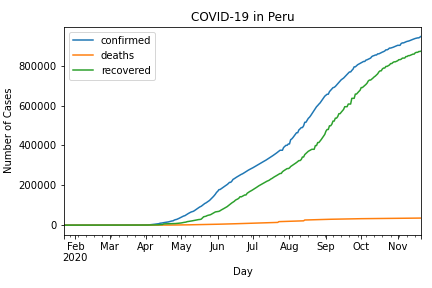 COVID-19 in Peru
confirmed
deaths
recovered
Number of Cases
800000
600000
400000
200000
0
Feb Mar Apr May Jun Jul Aug Sep Oct Nov
2020
Day